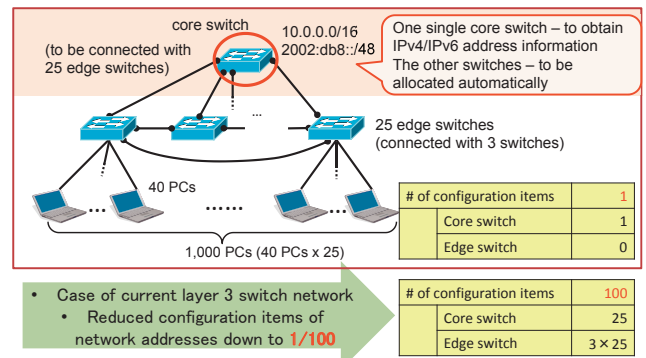 core switch
10.0.0.0/16
2002:db8::/48
(to be connected with
25 edge switches)
One single core switch – to obtain
IPv4/IPv6 address information
The other switches – to be
allocated automatically
...
25 edge switches
(connected with 3 switches)
40 PCs
... ...... ...
1,000 PCs (40 PCs x 25)
# of configuration items 1
Core switch 1
Edge switch 0
• Case of current layer 3 switch network
• Reduced configuration items of
network addresses down to 1/100
# of configuration items 100
Core switch 25
Edge switch 3×25